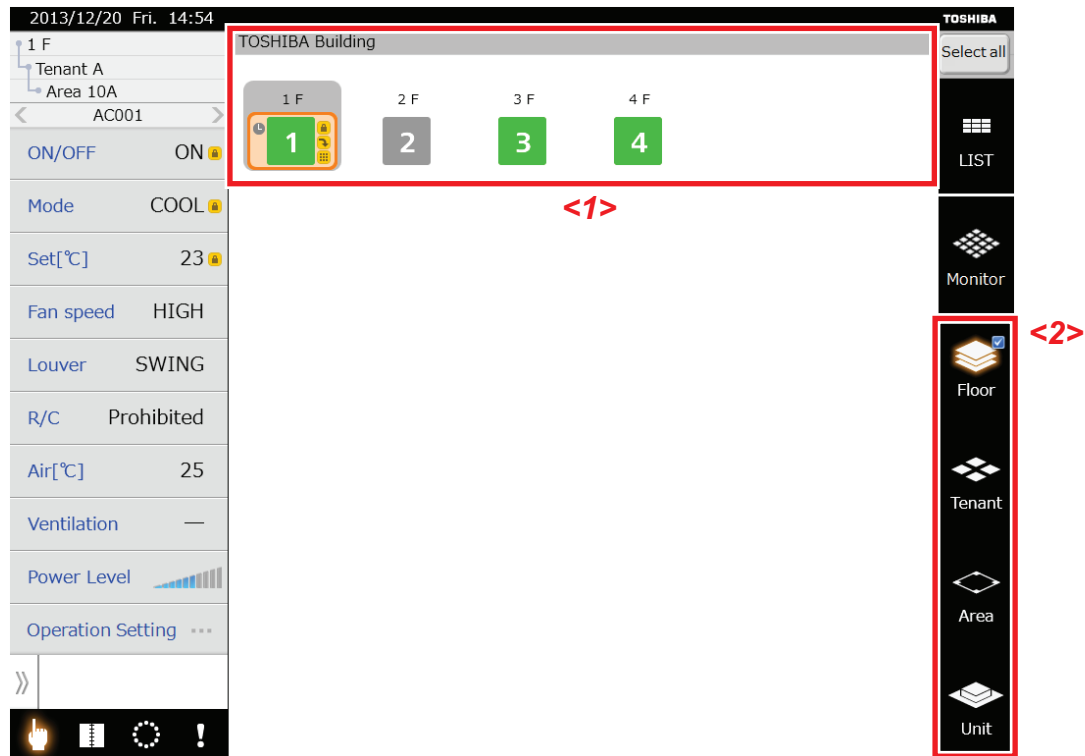 2013/12/20 Fri. 14:54
TOSHIBA
1 F
Tenant A
Area 10A
AC001
ON/OFF ON
Mode COOL
Set[℃] 23
Fan speed HIGH
Louver SWING
R/C Prohibited
Air[℃] 25
Ventilation —
Power Level
Operation Setting ...
TOSHIBA Building
1 F 2 F 3 F 4 F
1 2 3 4
<1>
Select all
LIST
Monitor
<2>
Floor
Tenant
Area
Unit